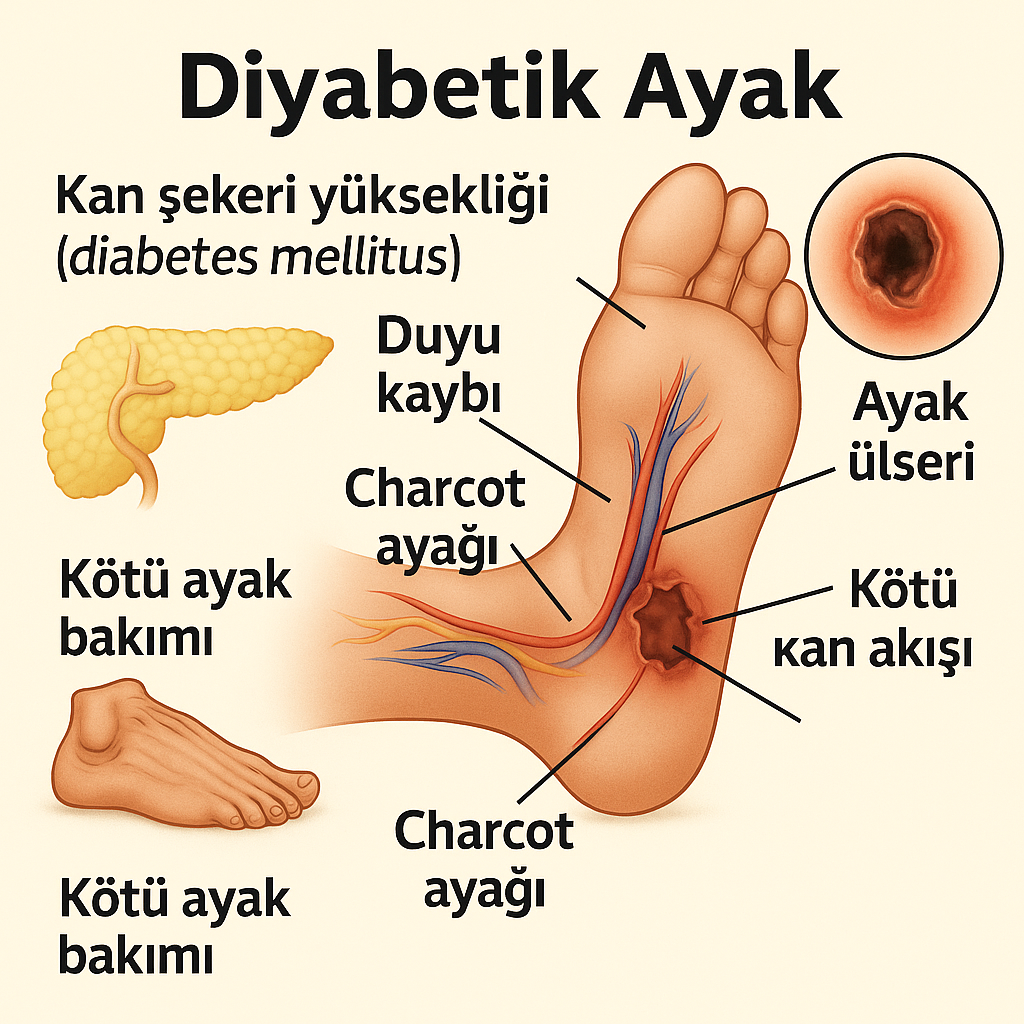 Diyabetik Ayak
Kan şekeri yüksekliği
(diabetes mellitus)
Duyu
kaybı
Ayak
ülseri
Charcot
ayağı
Kötü ayak
bakımı
Kötü
kan akışı
Charcot
ayağı
Kötü ayak
bakımı